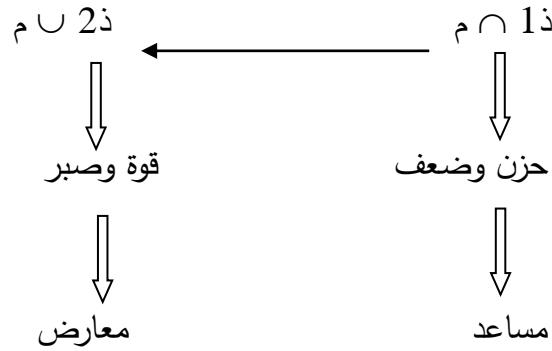 ذ1 ∩ م ذ2 ∪ م
حزن وضعف قوة وصبر
مساعد معارض